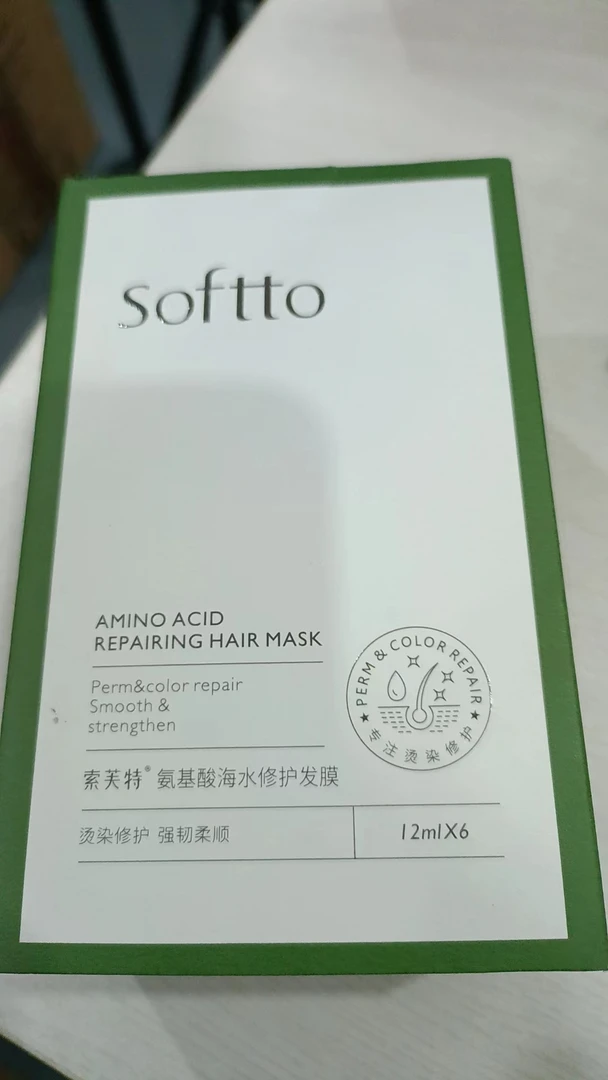 softto
AMINO ACID
REPAIRING HAIR MASK
Perm&color repair
Smooth &
strengthen
PERM & COLOR REPAIR
专注烫染修护
索芙特® 氨基酸海水修护发膜
烫染修护 强韧柔顺
12mlX6